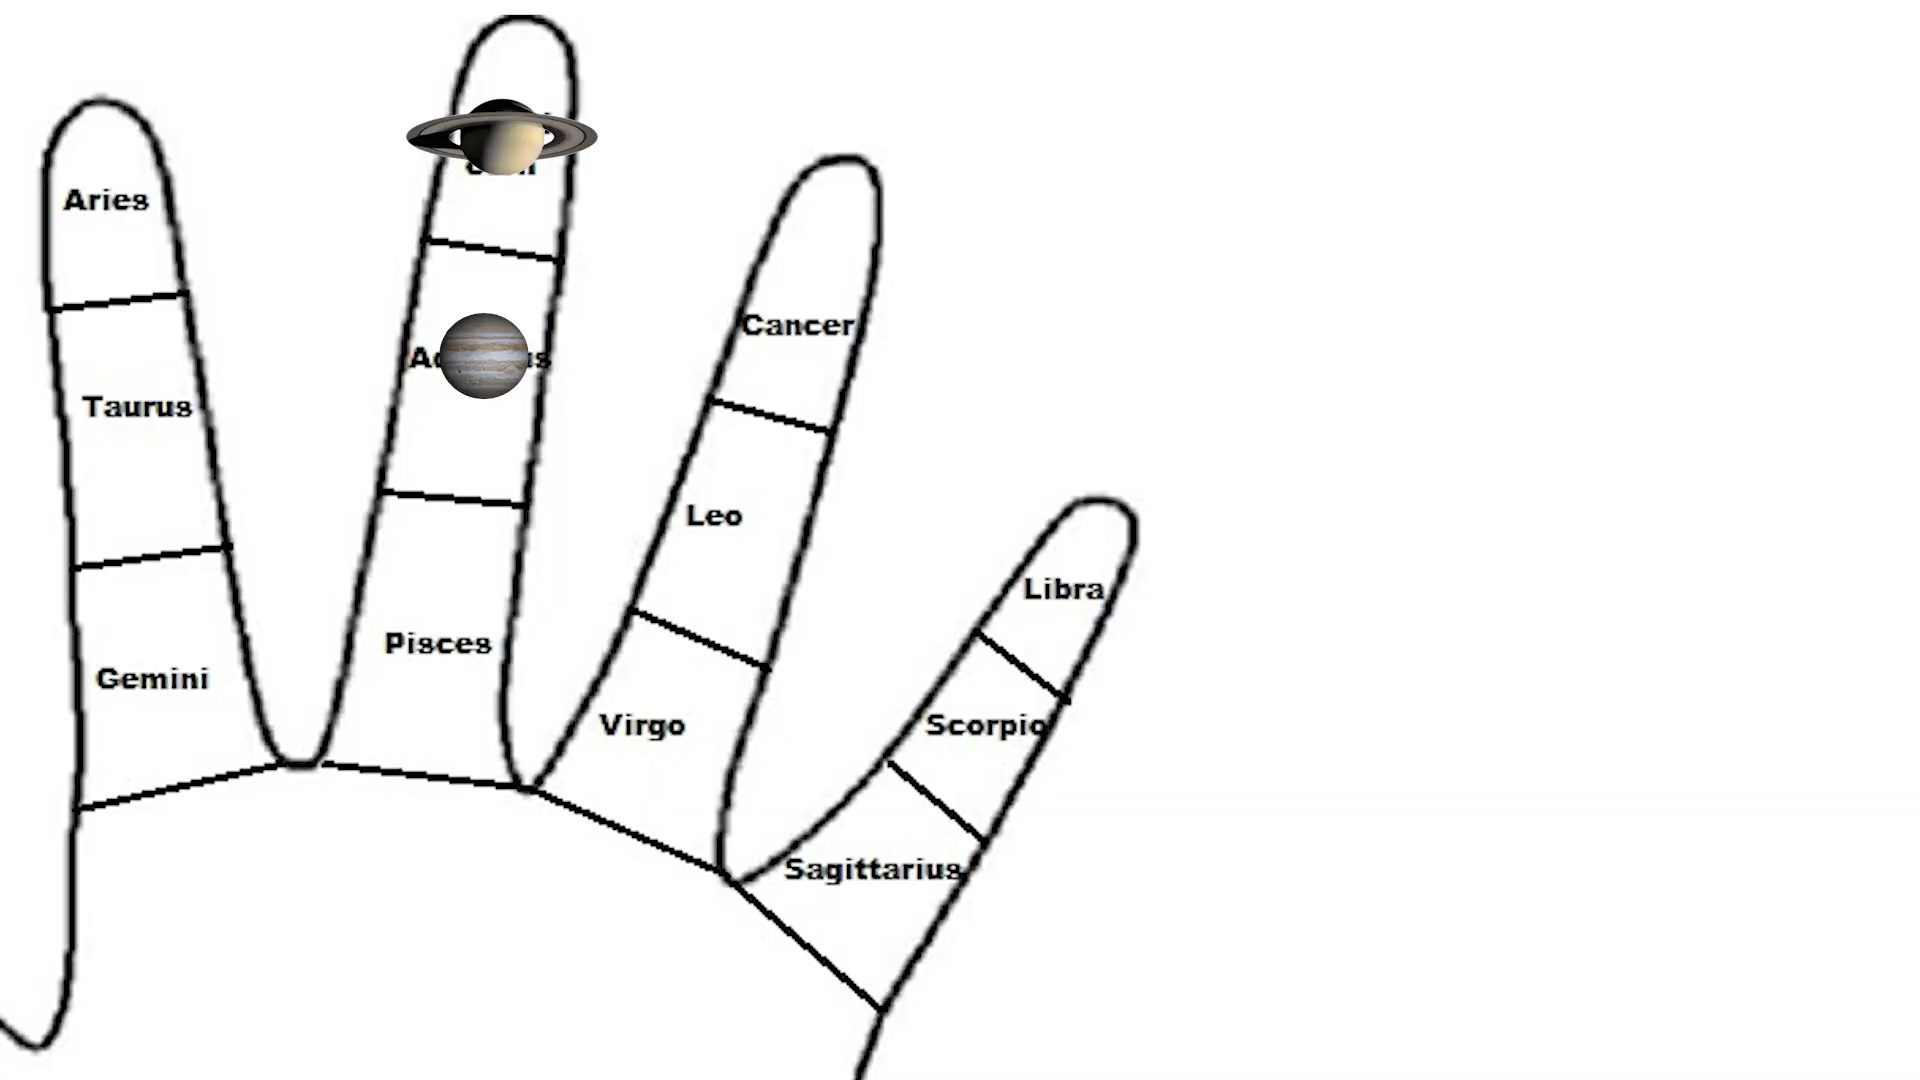 Aries
Taurus
Gemini
Pisces
Cancer
Leo
Virgo
Libra
Scorpio
Sagittarius